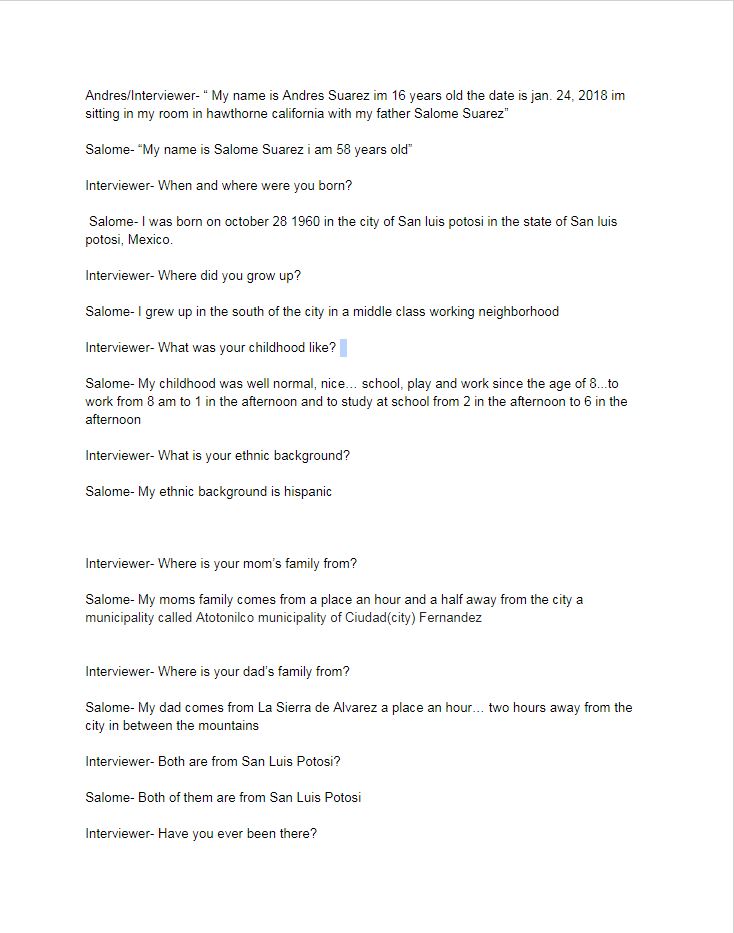 Andres/Interviewer- “ My name is Andres Suarez im 16 years old the date is jan. 24, 2018 im
sitting in my room in hawthorne california with my father Salome Suarez”
Salome- “My name is Salome Suarez i am 58 years old”
Interviewer- When and where were you born?
Salome- I was born on october 28 1960 in the city of San luis potosi in the state of San luis
potosi, Mexico.
Interviewer- Where did you grow up?
Salome- I grew up in the south of the city in a middle class working neighborhood
Interviewer- What was your childhood like?
Salome- My childhood was well normal, nice... school, play and work since the age of 8...to
work from 8 am to 1 in the afternoon and to study at school from 2 in the afternoon to 6 in the
afternoon
Interviewer- What is your ethnic background?
Salome- My ethnic background is hispanic
Interviewer- Where is your mom’s family from?
Salome- My moms family comes from a place an hour and a half away from the city a
municipality called Atotonilco municipality of Ciudad(city) Fernandez
Interviewer- Where is your dad’s family from?
Salome- My dad comes from La Sierra de Alvarez a place an hour... two hours away from the
city in between the mountains
Interviewer- Both are from San Luis Potosi?
Salome- Both of them are from San Luis Potosi
Interviewer- Have you ever been there?